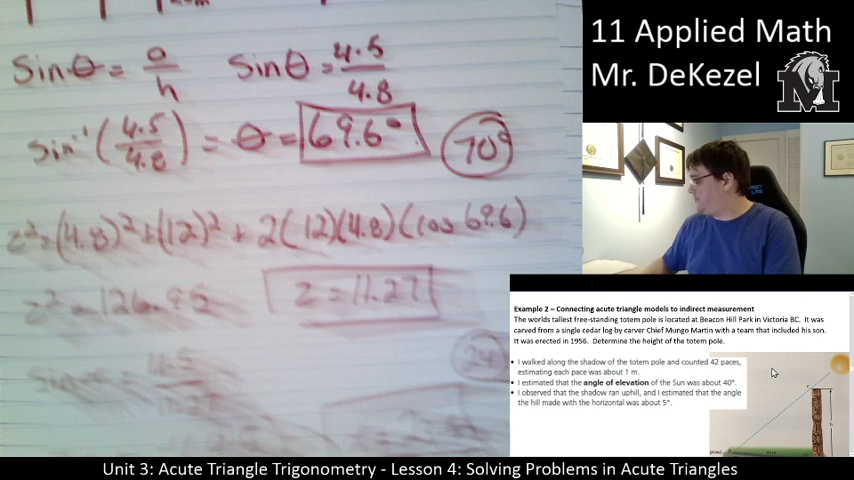 Sin θ = o/h   Sin θ = 4.5/4.8
sin⁻¹(4.5/4.8) = θ = 69.6°   70°
z² = (4.8)² + (12)² + 2(12)(4.8)(cos 69.6)
z² = 126.95   z = 11.27
11 Applied Math
Mr. DeKezel
M
Example 2 – Connecting acute triangle models to indirect measurement
The worlds tallest free-standing totem pole is located at Beacon Hill Park in Victoria BC. It was
carved from a single cedar log by carver Chief Mungo Martin with a team that included his son.
It was erected in 1956. Determine the height of the totem pole.
• I walked along the shadow of the totem pole and counted 42 paces,
estimating each pace was about 1 m.
• I estimated that the angle of elevation of the Sun was about 40°.
• I observed that the shadow ran uphill, and I estimated that the angle
the hill made with the horizontal was about 5°.
Unit 3: Acute Triangle Trigonometry - Lesson 4: Solving Problems in Acute Triangles